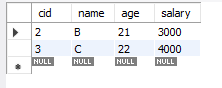 cid name age salary
2 B 21 3000
3 C 22 4000
NULL NULL NULL NULL